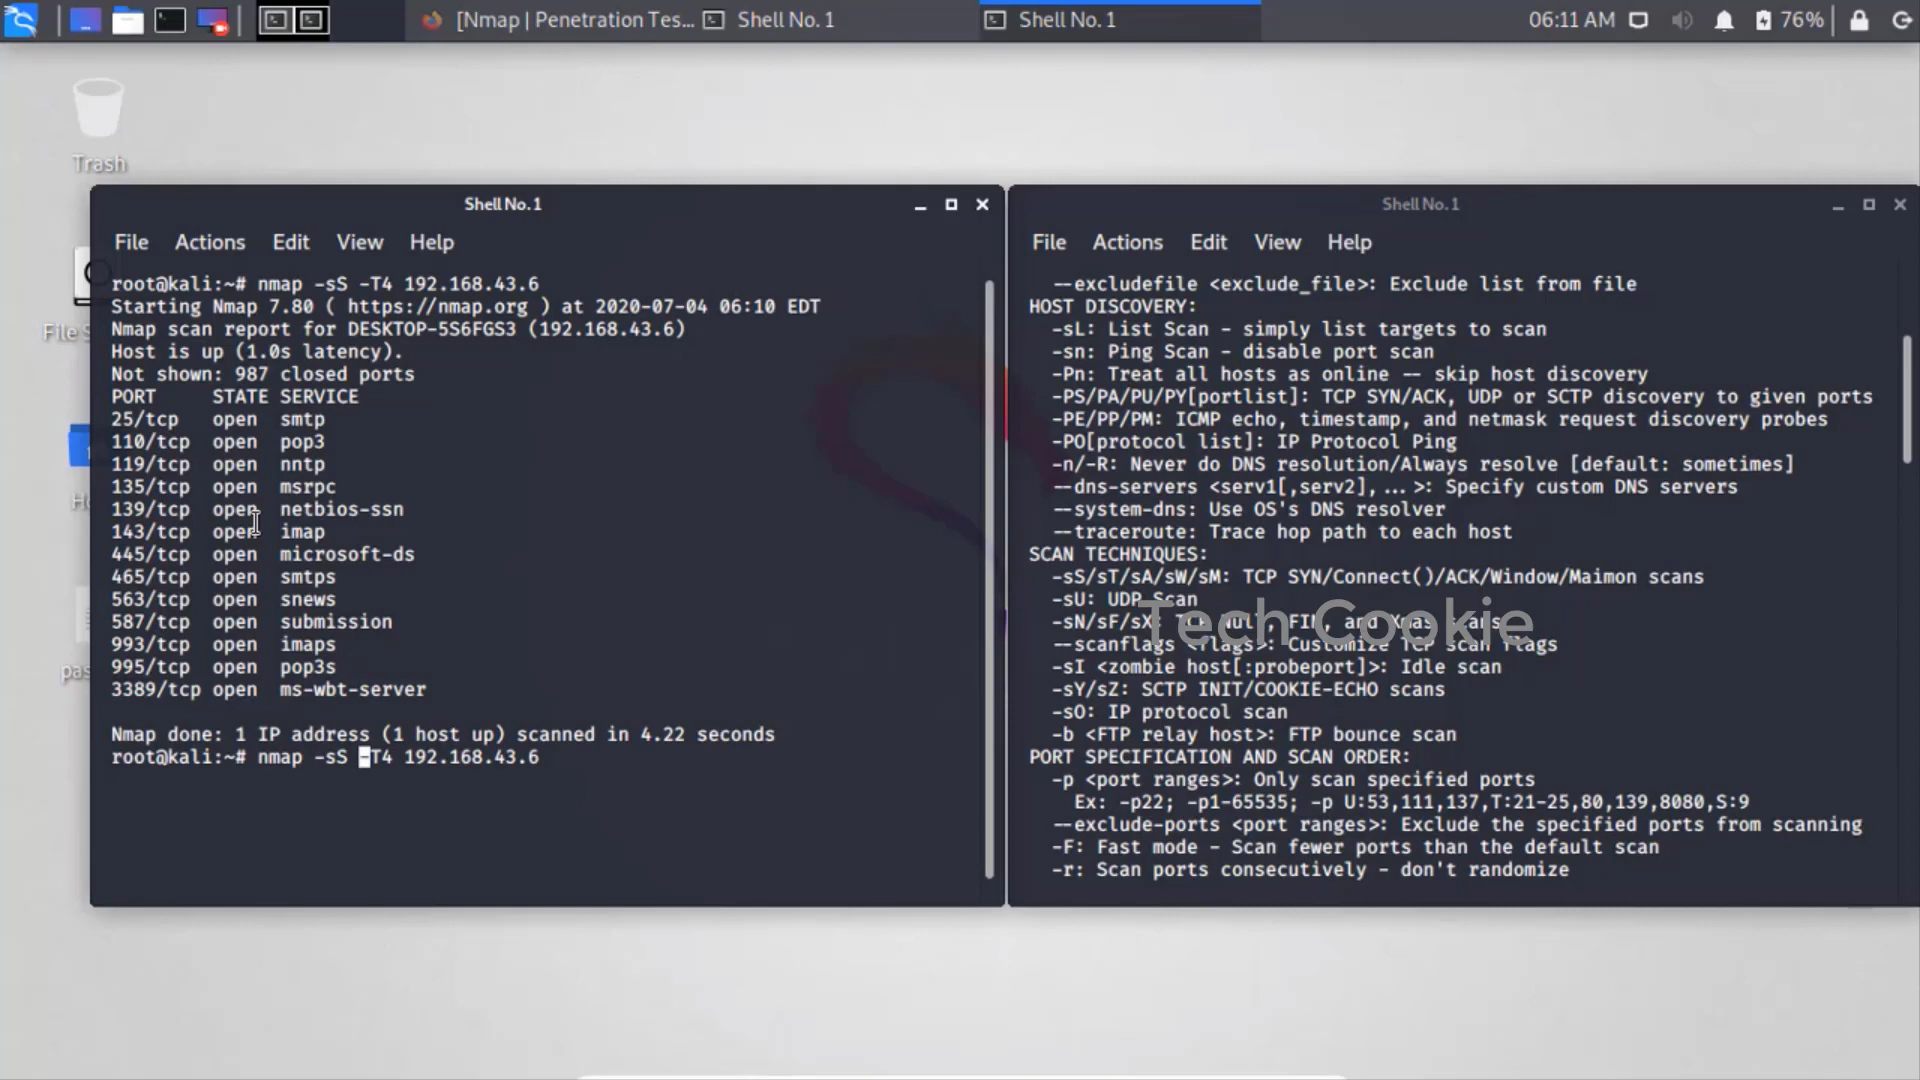 [Nmap | Penetration Tes...
Shell No. 1
Shell No. 1
06:11 AM
76%
Trash
Shell No. 1
File Actions Edit View Help
root@kali:~# nmap -sS -T4 192.168.43.6
Starting Nmap 7.80 ( https://nmap.org ) at 2020-07-04 06:10 EDT
Nmap scan report for DESKTOP-5S6FGS3 (192.168.43.6)
Host is up (1.0s latency).
Not shown: 987 closed ports
PORT STATE SERVICE
25/tcp open smtp
110/tcp open pop3
119/tcp open nntp
135/tcp open msrpc
139/tcp open netbios-ssn
143/tcp open imap
445/tcp open microsoft-ds
465/tcp open smtps
563/tcp open snews
587/tcp open submission
993/tcp open imaps
995/tcp open pop3s
3389/tcp open ms-wbt-server
Nmap done: 1 IP address (1 host up) scanned in 4.22 seconds
root@kali:~# nmap -sS -T4 192.168.43.6
Shell No. 1
File Actions Edit View Help
--excludefile <exclude_file>: Exclude list from file
HOST DISCOVERY:
-sL: List Scan - simply list targets to scan
-sn: Ping Scan - disable port scan
-Pn: Treat all hosts as online -- skip host discovery
-PS/PA/PU/PY[portlist]: TCP SYN/ACK, UDP or SCTP discovery to given ports
-PE/PP/PM: ICMP echo, timestamp, and netmask request discovery probes
-PO[protocol list]: IP Protocol Ping
-n/-R: Never do DNS resolution/Always resolve [default: sometimes]
--dns-servers <serv1[,serv2],...>: Specify custom DNS servers
--system-dns: Use OS's DNS resolver
--traceroute: Trace hop path to each host
SCAN TECHNIQUES:
-sS/sT/sA/sW/sM: TCP SYN/Connect()/ACK/Window/Maimon scans
-sU: UDP Scan
-sN/sF/sX: TCP Null, FIN, and Xmas scans
--scanflags <flags>: Customize TCP scan flags
-sI <zombie host[:probeport]>: Idle scan
-sY/sZ: SCTP INIT/COOKIE-ECHO scans
-sO: IP protocol scan
-b <FTP relay host>: FTP bounce scan
PORT SPECIFICATION AND SCAN ORDER:
-p <port ranges>: Only scan specified ports
Ex: -p22; -p1-65535; -p U:53,111,137,T:21-25,80,139,8080,S:9
--exclude-ports <port ranges>: Exclude the specified ports from scanning
-F: Fast mode - Scan fewer ports than the default scan
-r: Scan ports consecutively - don't randomize
Tech Cookie